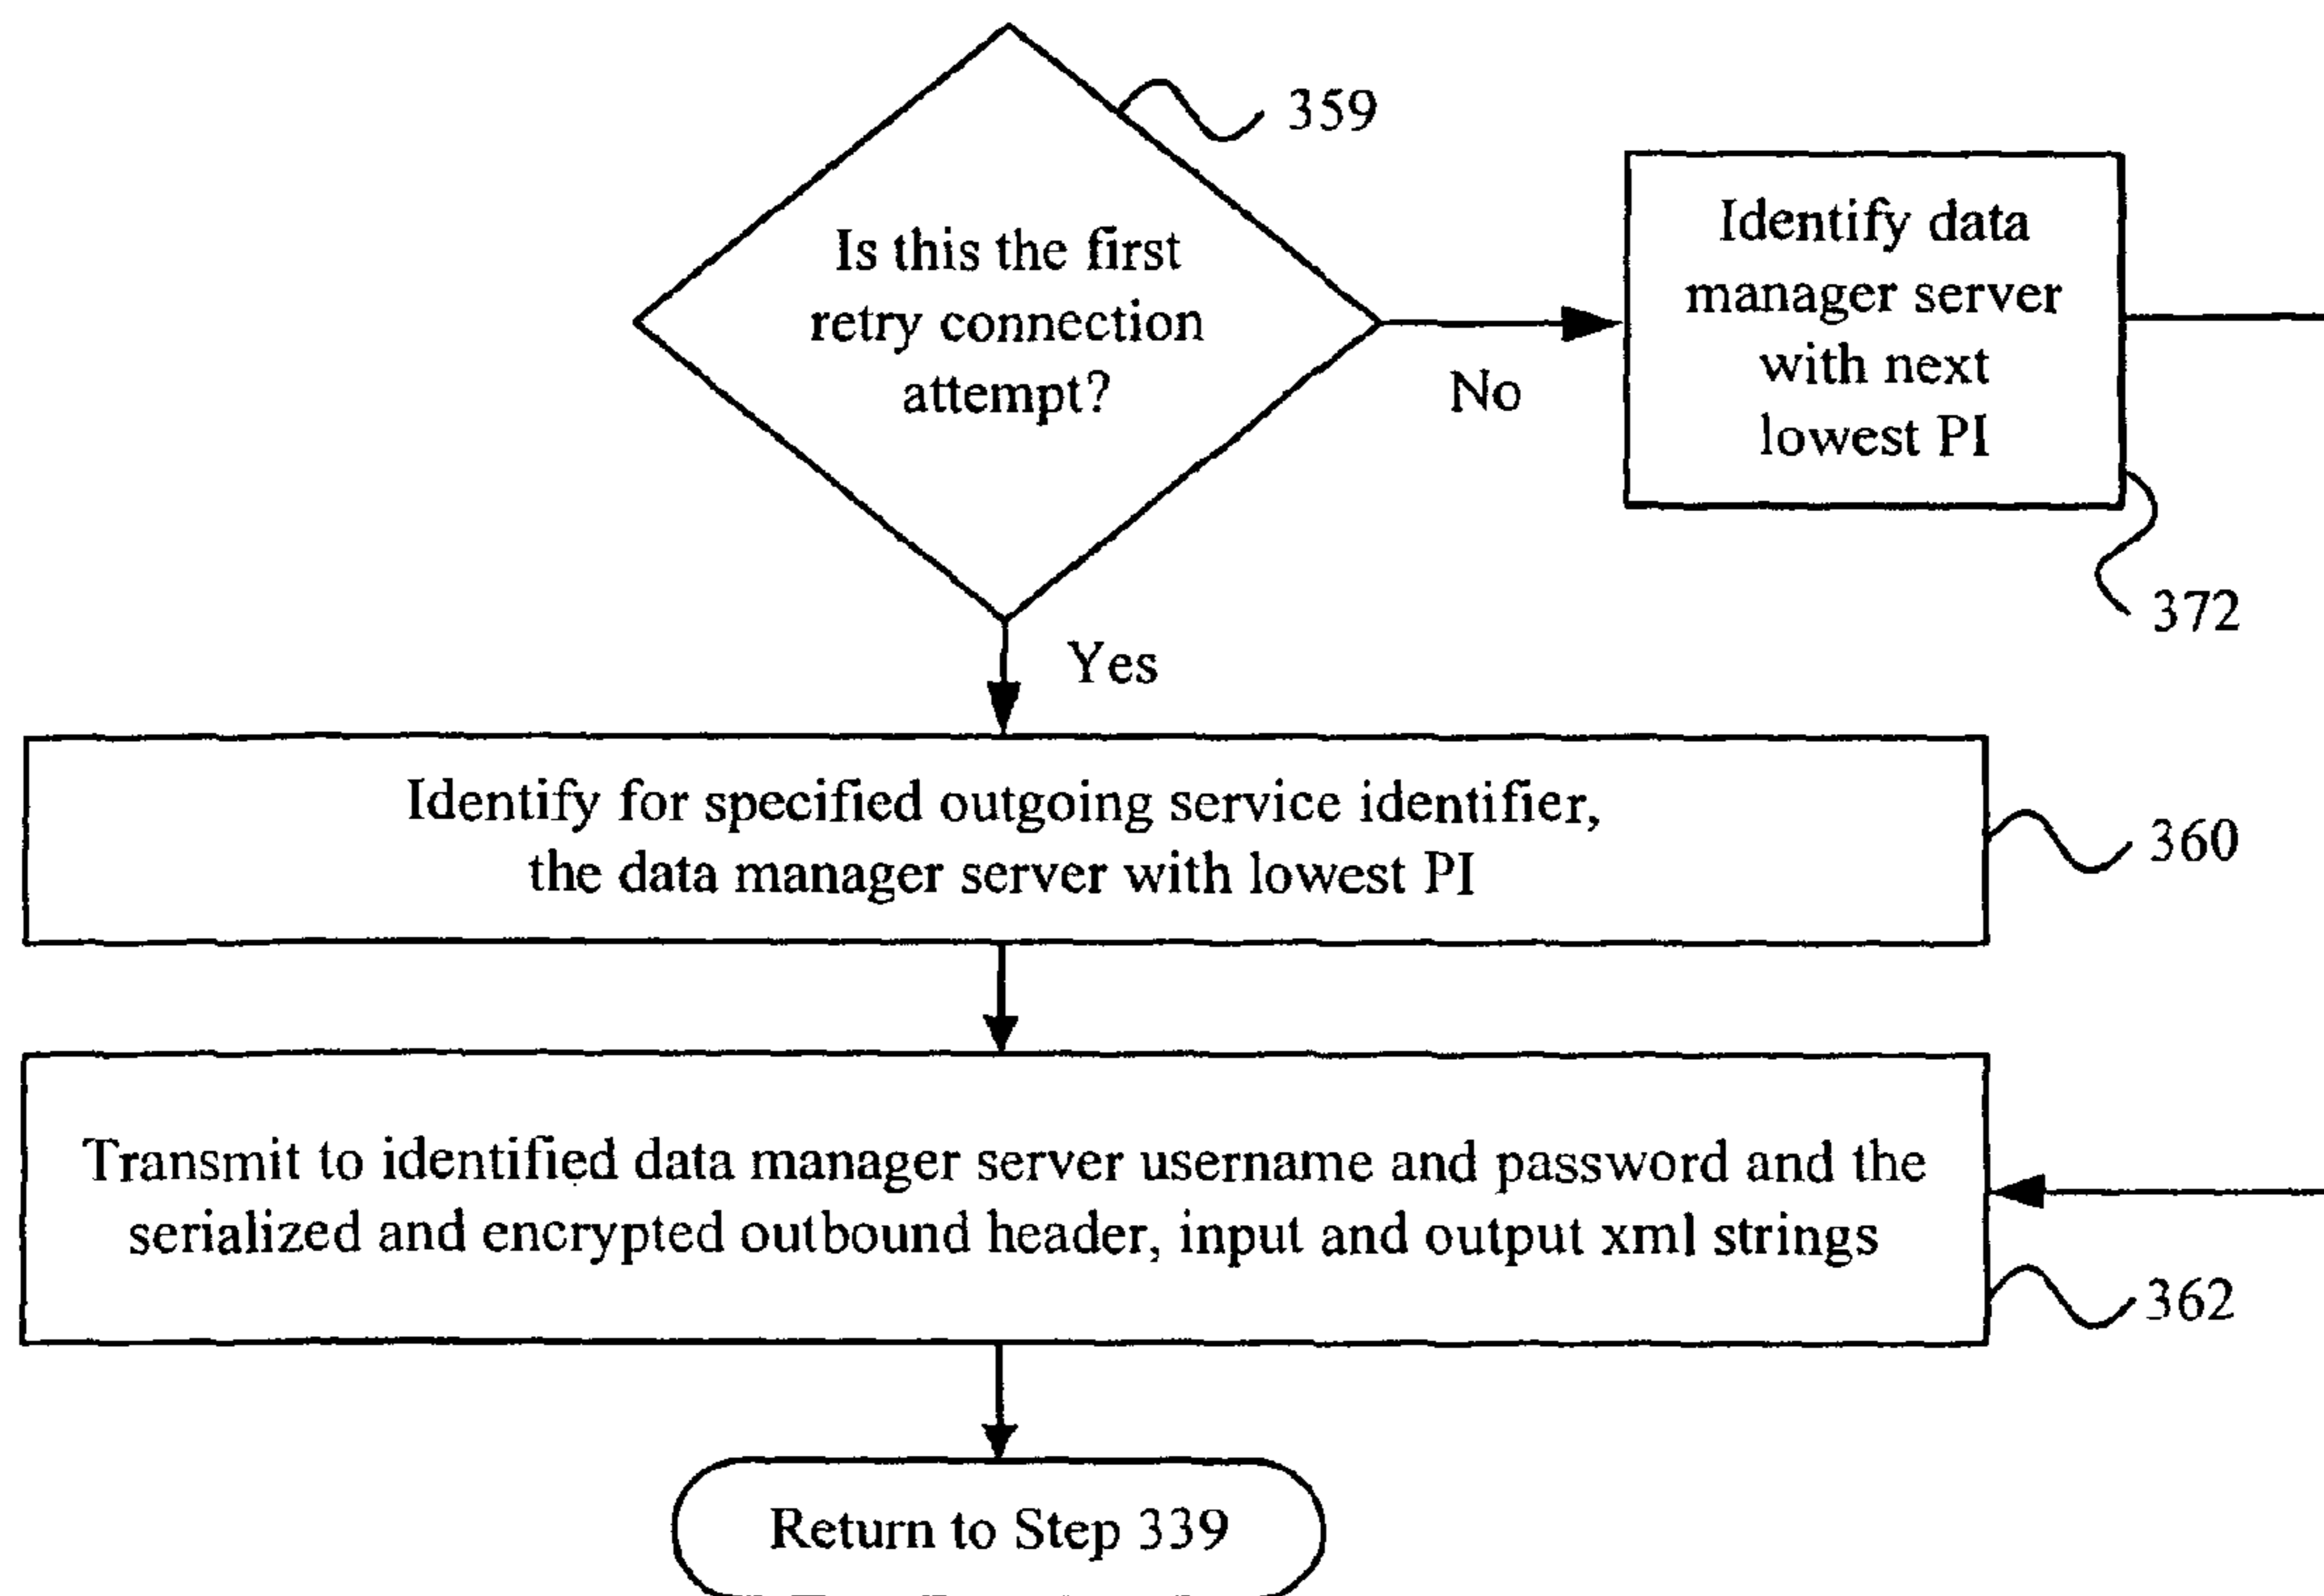 359
Is this the first
retry connection
attempt?
No
Identify data
manager server
with next
lowest PI
372
Yes
Identify for specified outgoing service identifier,
the data manager server with lowest PI
360
Transmit to identified data manager server username and password and the
serialized and encrypted outbound header, input and output xml strings
362
Return to Step 339